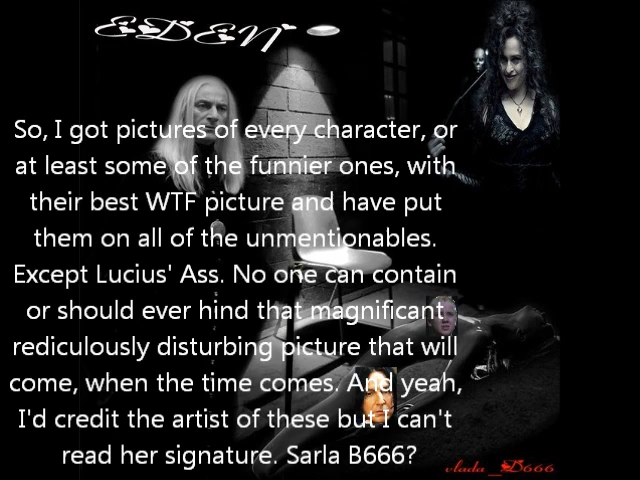 EDEN
So, I got pictures of every character, or
at least some of the funnier ones, with
their best WTF picture and have put
them on all of the unmentionables.
Except Lucius' Ass. No one can contain
or should ever hind that magnificant
rediculously disturbing picture that will
come, when the time comes. And yeah,
I'd credit the artist of these but I can't
read her signature. Sarla B666?
vlada_B666